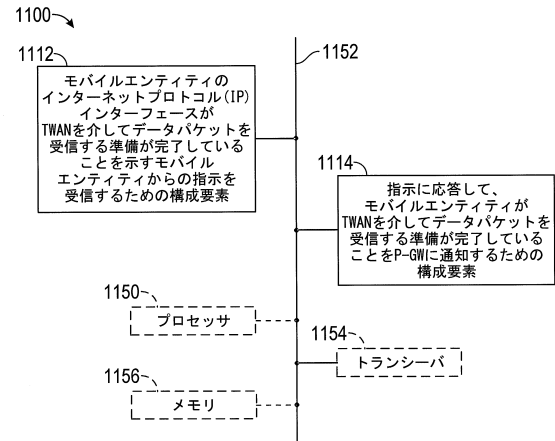 1100
1152
1112
モバイルエンティティの
インターネットプロトコル(IP)
インターフェースが
TWANを介してデータパケットを
受信する準備が完了している
ことを示すモバイル
エンティティからの指示を
受信するための構成要素
1114
指示に応答して、
モバイルエンティティが
TWANを介してデータパケットを
受信する準備が完了している
ことをP-GWに通知するための
構成要素
1150
プロセッサ
1154
トランシーバ
1156
メモリ